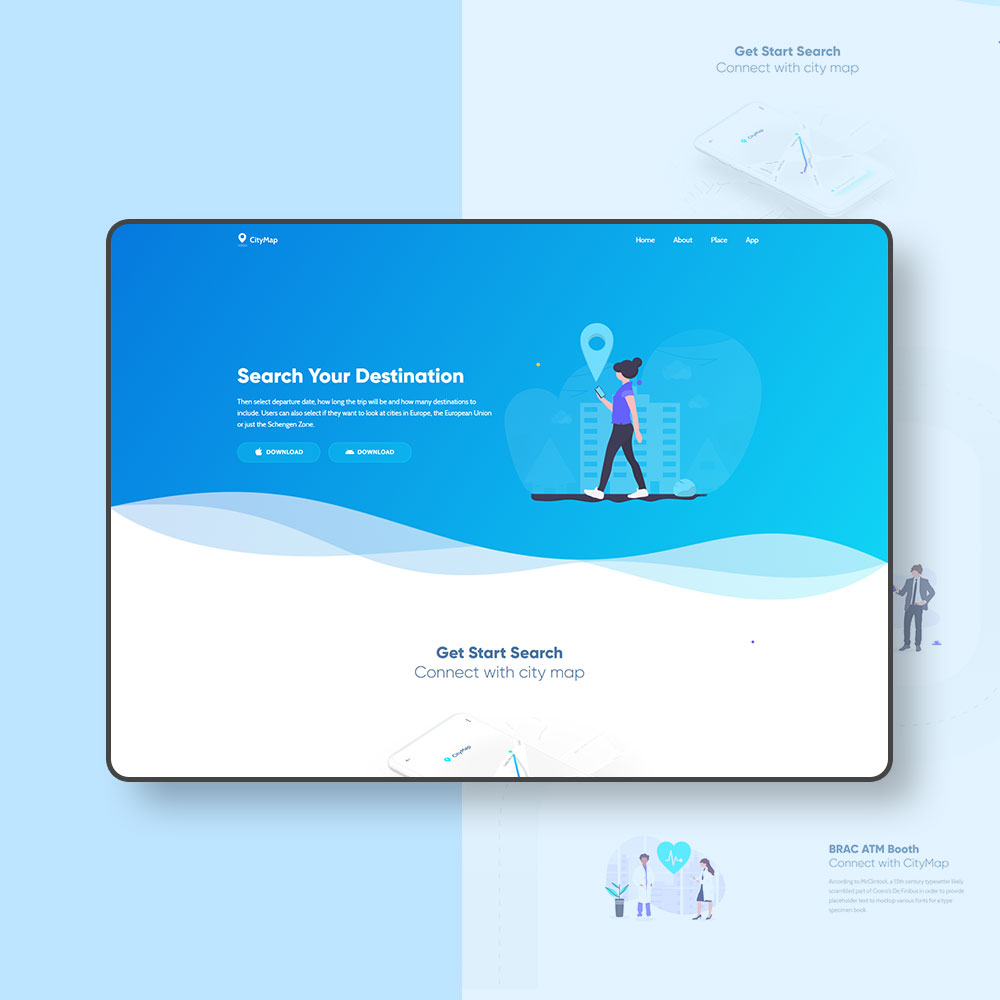 Get Start Search
Connect with city map
CityMap
CityMap
Home
About
Place
App
Search Your Destination
Then select departure date, how long the trip will be and how many destinations to
include. Users can also select if they want to look at cities in Europe, the European Union
or just the Schengen Zone.
DOWNLOAD
DOWNLOAD
Get Start Search
Connect with city map
CityMap
BRAC ATM Booth
Connect with CityMap
According to McClintock, a 15th century typesetter likely
scrambled part of Cicero's De Finibus in order to provide
placeholder text to mockup various fonts for a type
specimen book.